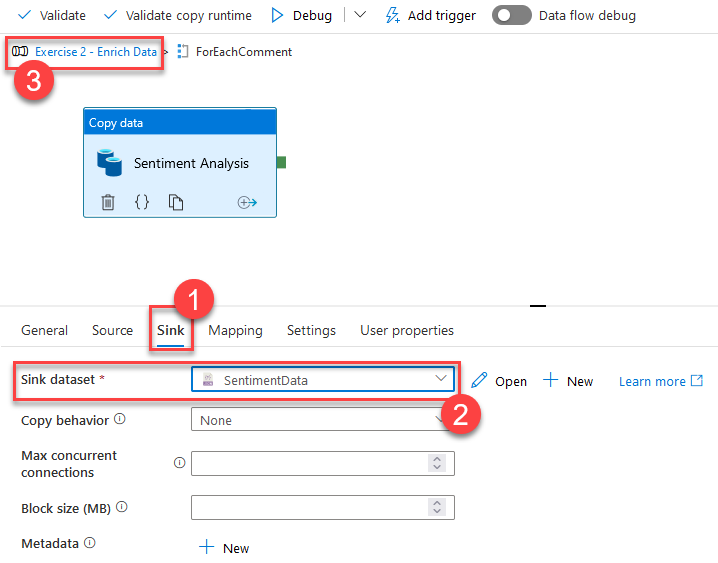 Validate Validate copy runtime Debug Add trigger Data flow debug
Exercise 2 - Enrich Data > ForEachComment
3
Copy data
Sentiment Analysis
{}
1
General Source Sink Mapping Settings User properties
Sink dataset * SentimentData Open New Learn more
2
Copy behavior None
Max concurrent
connections
Block size (MB)
Metadata New